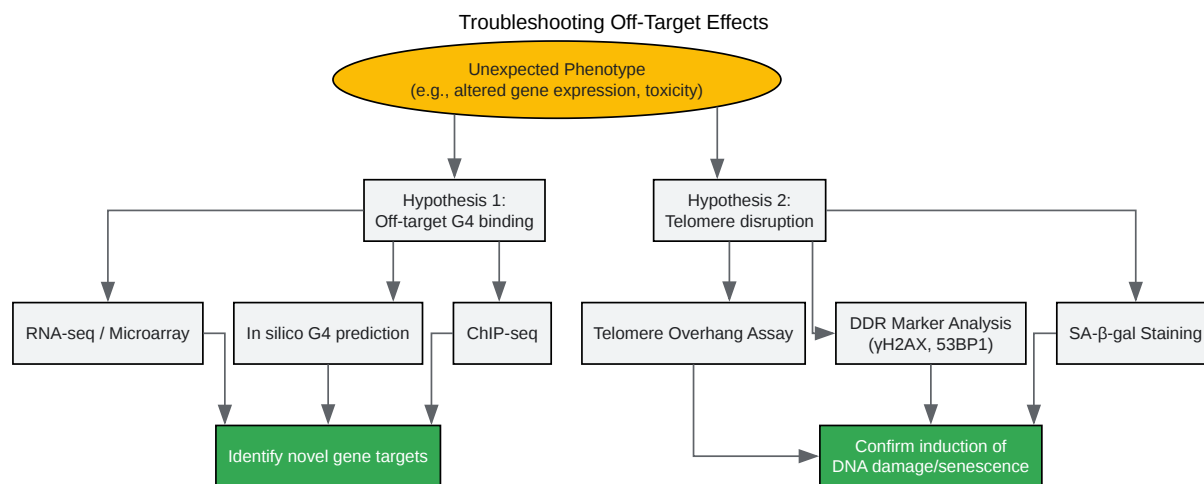 Troubleshooting Off-Target Effects
Unexpected Phenotype
(e.g., altered gene expression, toxicity)
Hypothesis 1:
Off-target G4 binding
Hypothesis 2:
Telomere disruption
RNA-seq / Microarray
In silico G4 prediction
ChIP-seq
Telomere Overhang Assay
DDR Marker Analysis
(γH2AX, 53BP1)
SA-β-gal Staining
Identify novel gene targets
Confirm induction of
DNA damage/senescence